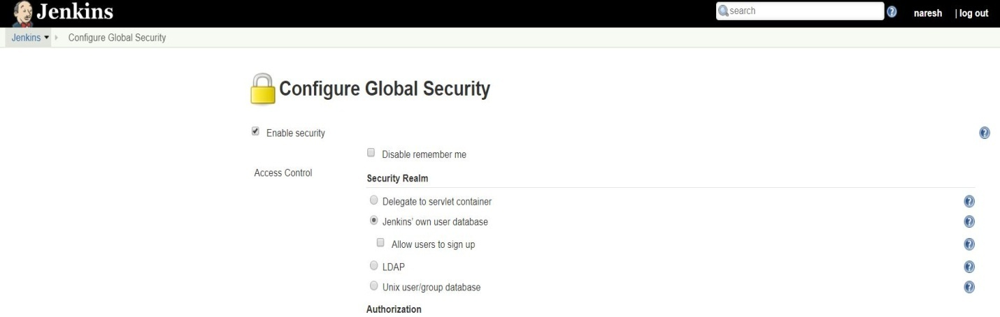 Jenkins
search
naresh | log out
Jenkins Configure Global Security
Configure Global Security
Enable security
Disable remember me
Access Control
Security Realm
Delegate to servlet container
Jenkins' own user database
Allow users to sign up
LDAP
Unix user/group database
Authorization